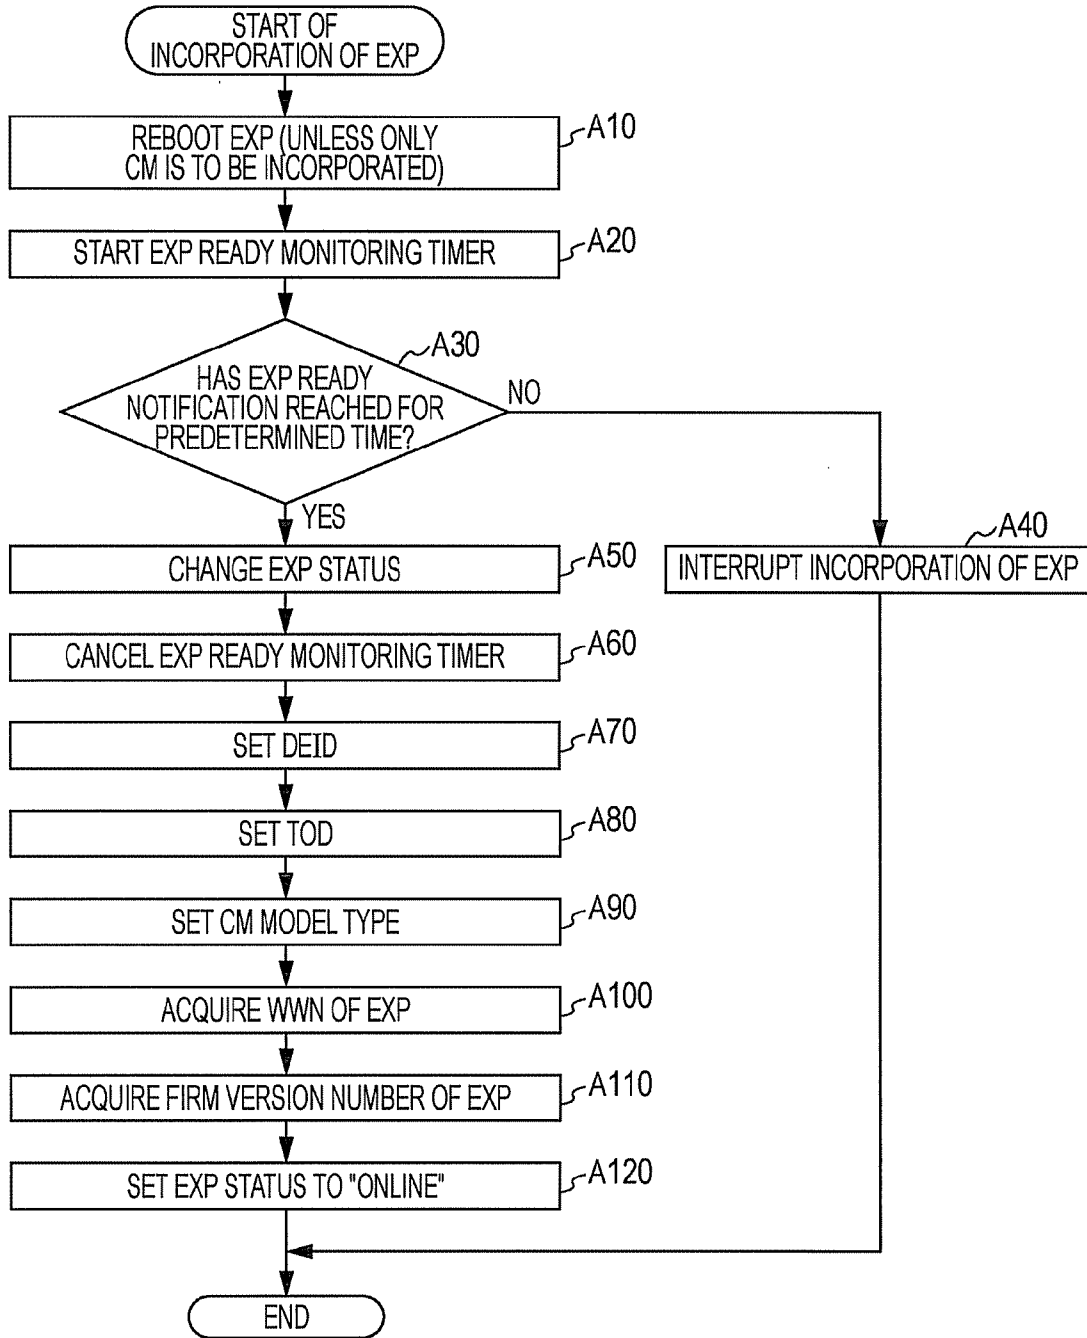 START OF
INCORPORATION OF EXP
A10
REBOOT EXP (UNLESS ONLY
CM IS TO BE INCORPORATED)
A20
START EXP READY MONITORING TIMER
A30
HAS EXP READY
NOTIFICATION REACHED FOR
PREDETERMINED TIME?
NO
YES
A50
CHANGE EXP STATUS
A40
INTERRUPT INCORPORATION OF EXP
A60
CANCEL EXP READY MONITORING TIMER
A70
SET DEID
A80
SET TOD
A90
SET CM MODEL TYPE
A100
ACQUIRE WWN OF EXP
A110
ACQUIRE FIRM VERSION NUMBER OF EXP
A120
SET EXP STATUS TO "ONLINE"
END